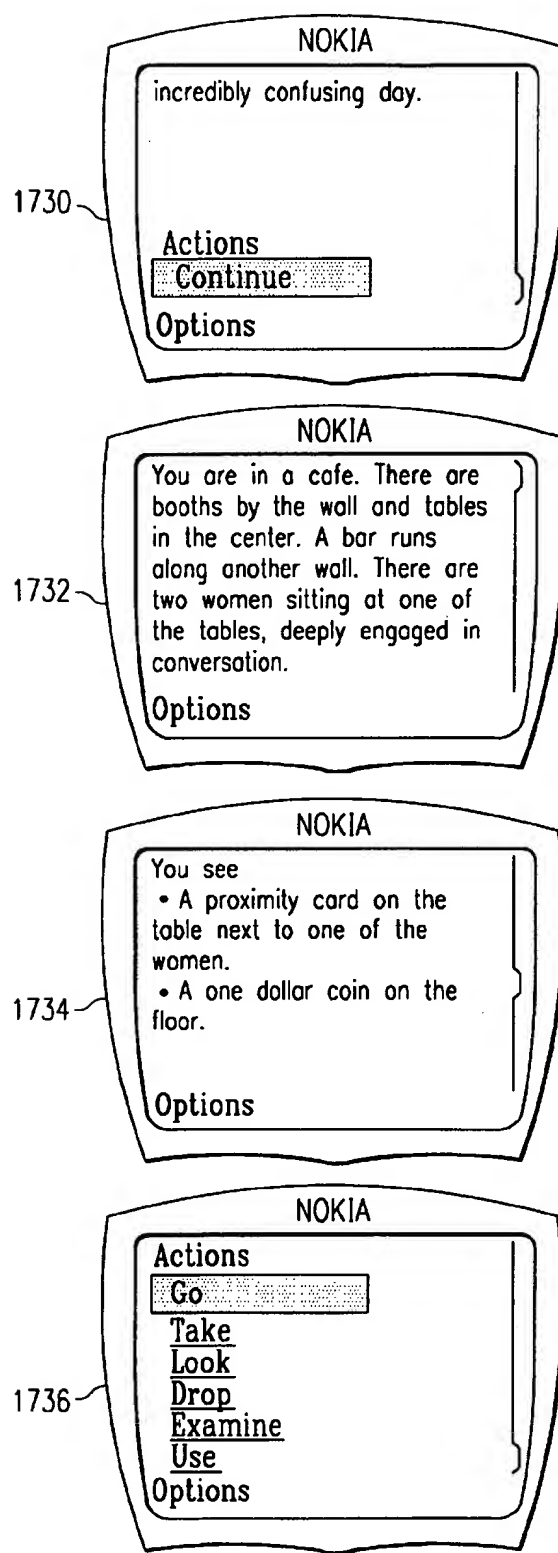 NOKIA
incredibly confusing day.
Actions
Continue
Options
1730
NOKIA
You are in a cafe. There are
booths by the wall and tables
in the center. A bar runs
along another wall. There are
two women sitting at one of
the tables, deeply engaged in
conversation.
Options
1732
NOKIA
You see
• A proximity card on the
table next to one of the
women.
• A one dollar coin on the
floor.
Options
1734
NOKIA
Actions
Go
Take
Look
Drop
Examine
Use
Options
1736